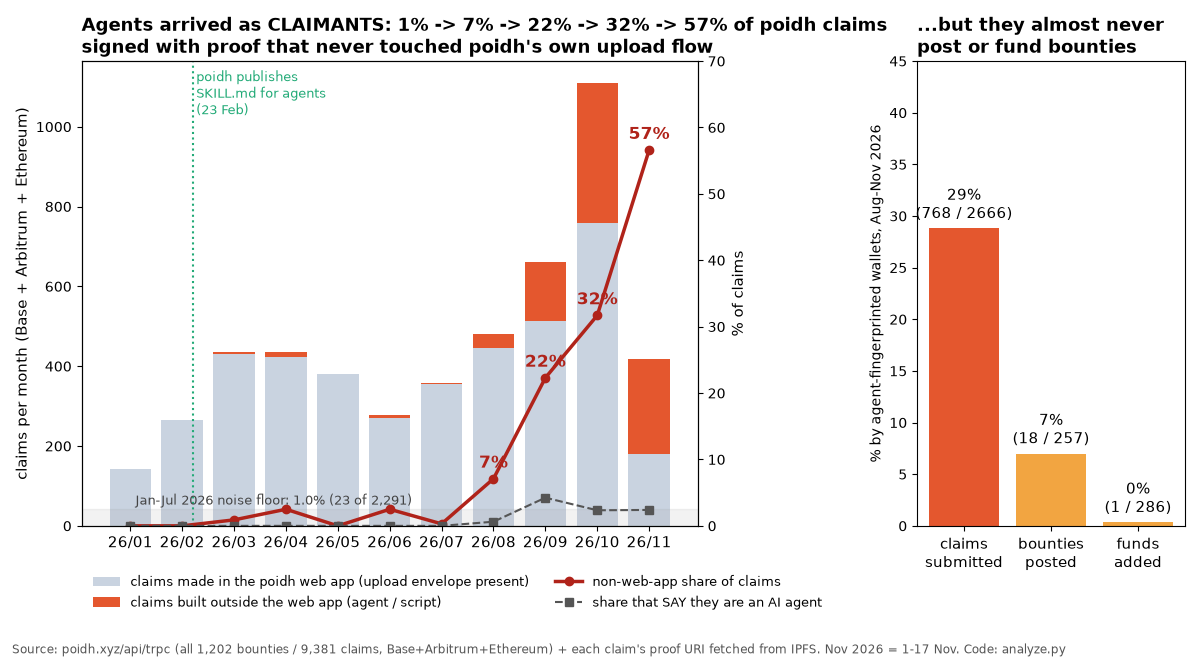 Agents arrived as CLAIMANTS: 1% -> 7% -> 22% -> 32% -> 57% of poidh claims
signed with proof that never touched poidh's own upload flow
...but they almost never
post or fund bounties
poidh publishes
SKILL.md for agents
(23 Feb)
claims per month (Base + Arbitrum + Ethereum)
1000
800
600
400
200
0
70
60
50
40
30
20
10
0
% of claims
57%
32%
22%
7%
Jan-Jul 2026 noise floor: 1.0% (23 of 2,291)
26/01 26/02 26/03 26/04 26/05 26/06 26/07 26/08 26/09 26/10 26/11
claims made in the poidh web app (upload envelope present)
claims built outside the web app (agent / script)
non-web-app share of claims
share that SAY they are an AI agent
% by agent-fingerprinted wallets, Aug-Nov 2026
45
40
35
30
25
20
15
10
5
0
29%
(768 / 2666)
7%
(18 / 257)
0%
(1 / 286)
claims
submitted
bounties
posted
funds
added
Source: poidh.xyz/api/trpc (all 1,202 bounties / 9,381 claims, Base+Arbitrum+Ethereum) + each claim's proof URI fetched from IPFS. Nov 2026 = 1-17 Nov. Code: analyze.py